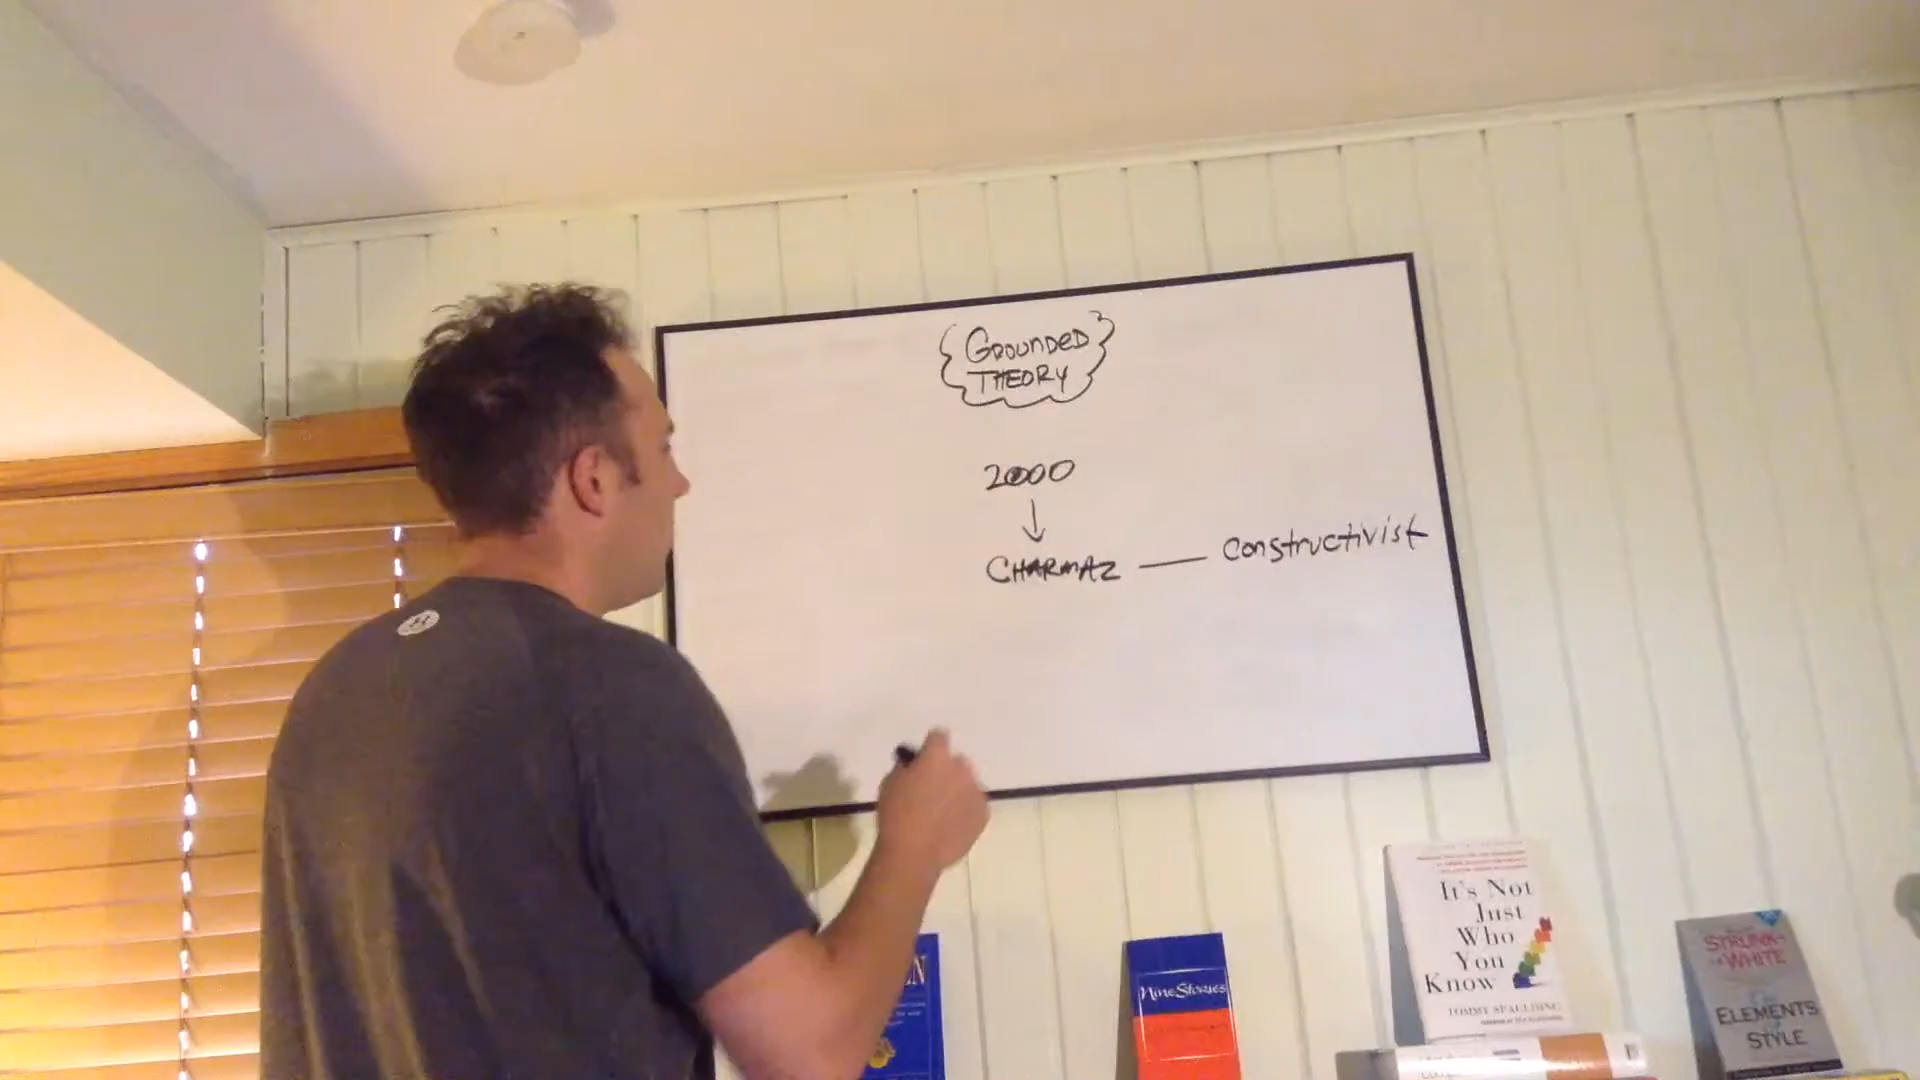 GROUNDED
THEORY
2000
CHARMAZ — constructivist
It's Not
Just
Who
You
Know
TOMMY SPAULDING
Nine Stories
STRUNK
WHITE
ELEMENTS
STYLE